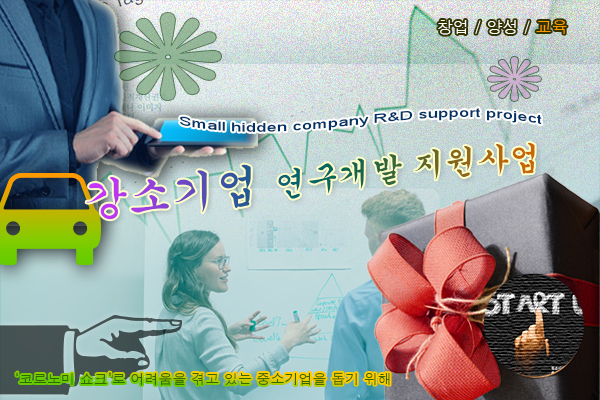 창업 / 양성 / 교육
Small hidden company R&D support project
강소기업 연구개발 지원사업
START U
'코로노미 쇼크'로 어려움을 겪고 있는 중소기업을 돕기 위해